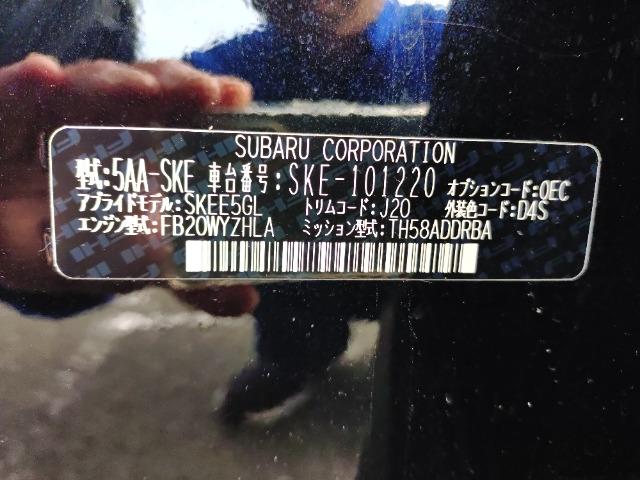 SUBARU CORPORATION
型式:5AA-SKE 車台番号:SKE-101220 オプションコード:QEC
アプライドモデル:SKEE5GL トリムコード:J20 外装色コード:D4S
エンジン型式:FB20WYZHLA ミッション型式:TH58ADDRBA